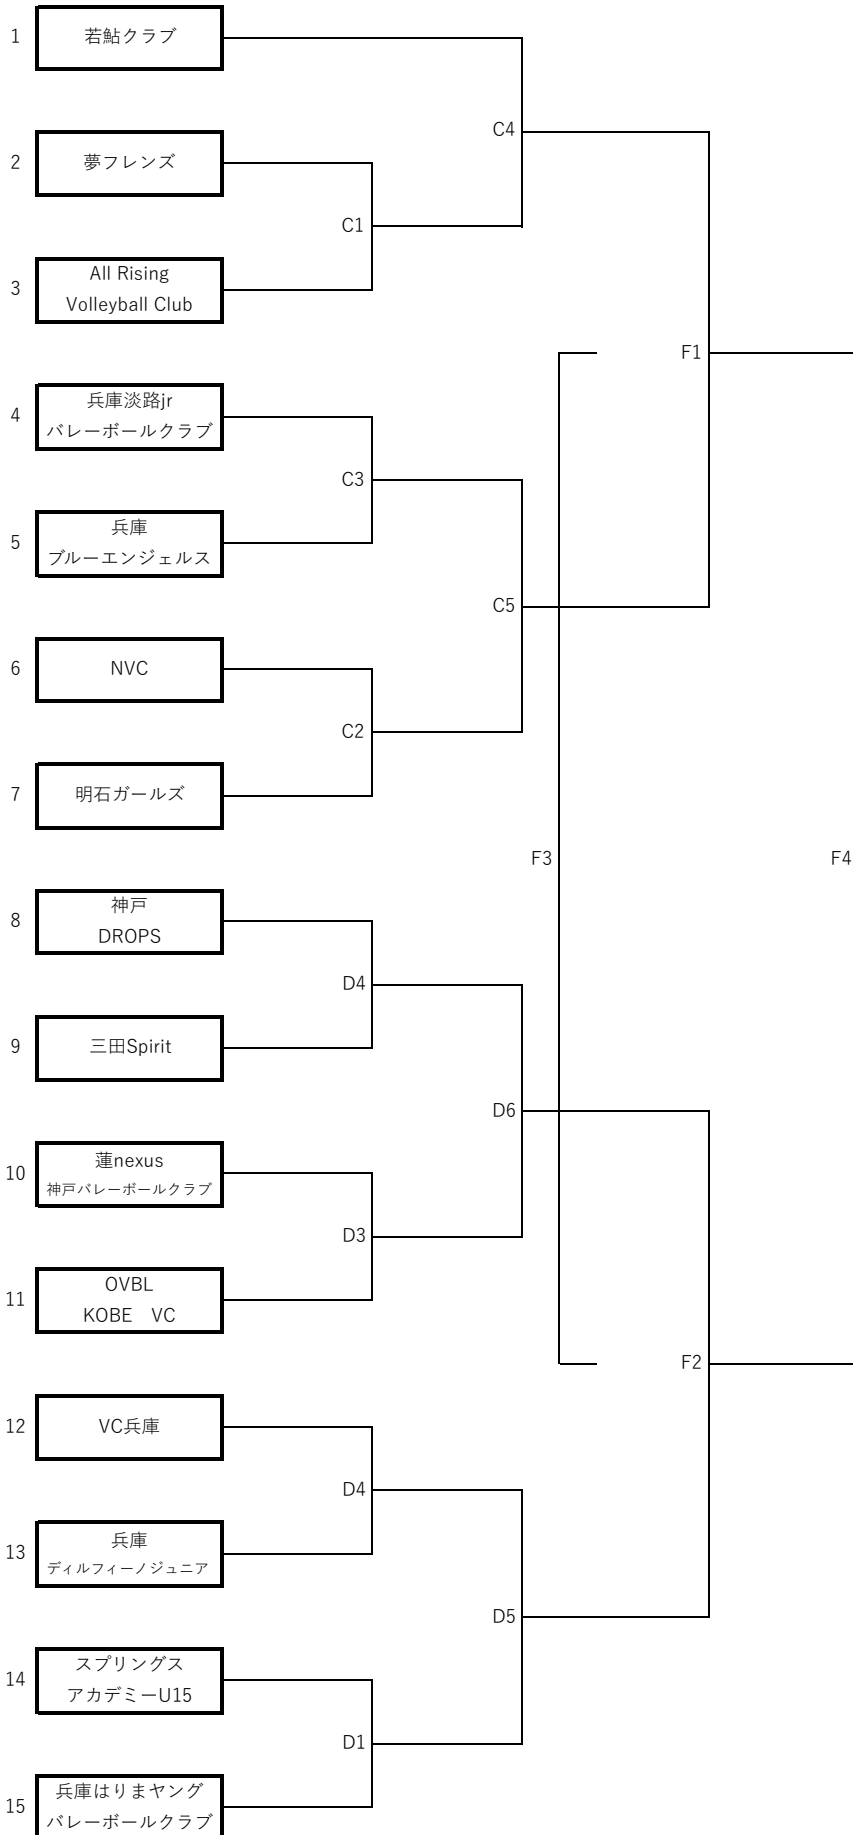 1
若鮎クラブ
C4
2
夢フレンズ
C1
3
All Rising
Volleyball Club
F1
4
兵庫淡路jr
バレーボールクラブ
C3
5
兵庫
ブルーエンジェルス
C5
6
NVC
C2
7
明石ガールズ
F3
F4
8
神戸
DROPS
D4
9
三田Spirit
D6
10
蓮nexus
神戸バレーボールクラブ
D3
11
OVBL
KOBE　VC
F2
12
VC兵庫
D4
13
兵庫
ディルフィーノジュニア
D5
14
スプリングス
アカデミーU15
D1
15
兵庫はりまヤング
バレーボールクラブ